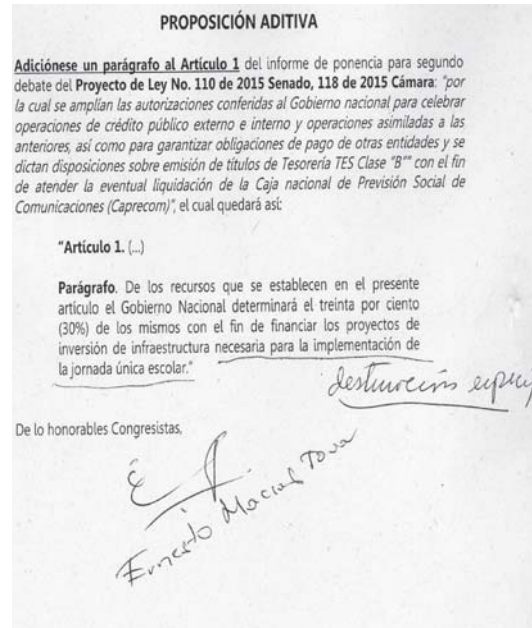 PROPOSICIÓN ADITIVA
Adiciónese un parágrafo al Artículo 1 del informe de ponencia para segundo
debate del Proyecto de Ley No. 110 de 2015 Senado, 118 de 2015 Cámara: "por
la cual se amplían las autorizaciones conferidas al Gobierno nacional para celebrar
operaciones de crédito público externo e interno y operaciones asimiladas a las
anteriores, así como para garantizar obligaciones de pago de otras entidades y se
dictan disposiciones sobre emisión de títulos de Tesorería TES Clase "B"" con el fin
de atender la eventual liquidación de la Caja nacional de Previsión Social de
Comunicaciones (Caprecom)", el cual quedará así:
"Artículo 1. (...)
Parágrafo. De los recursos que se establecen en el presente
artículo el Gobierno Nacional determinará el treinta por ciento
(30%) de los mismos con el fin de financiar los proyectos de
inversión de infraestructura necesaria para la implementación de
la jornada única escolar."
destinación especí
De lo honorables Congresistas,
Ernesto Macias Tovar